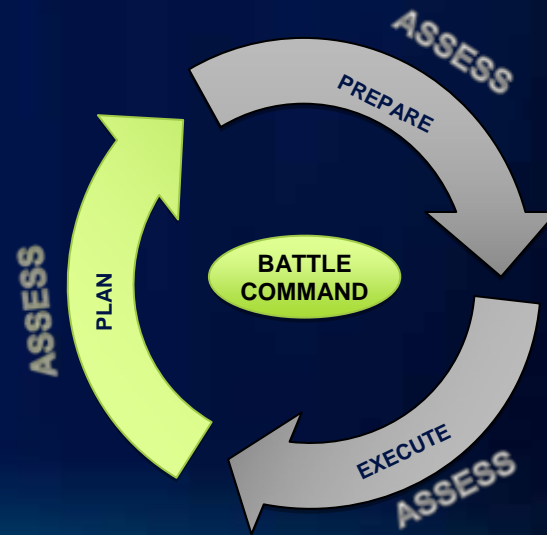 ASSESS
PREPARE
BATTLE
COMMAND
ASSESS
PLAN
EXECUTE
ASSESS